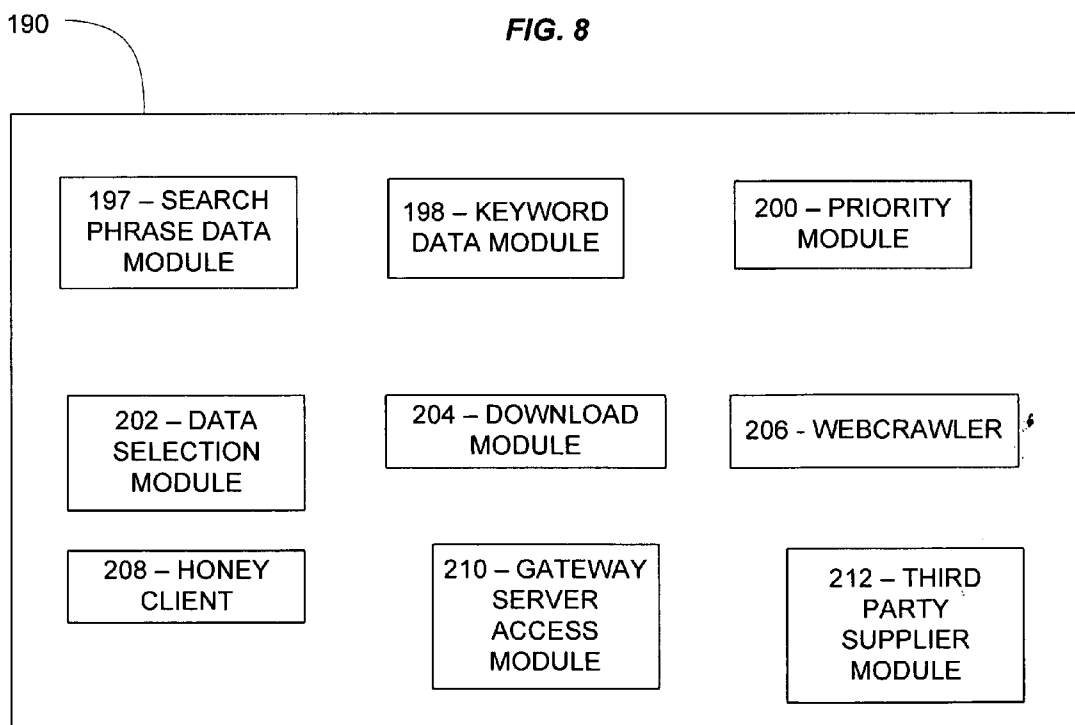 190
FIG. 8
197 – SEARCH
PHRASE DATA
MODULE
198 – KEYWORD
DATA MODULE
200 – PRIORITY
MODULE
202 – DATA
SELECTION
MODULE
204 – DOWNLOAD
MODULE
206 - WEBCRAWLER
208 – HONEY
CLIENT
210 – GATEWAY
SERVER
ACCESS
MODULE
212 – THIRD
PARTY
SUPPLIER
MODULE